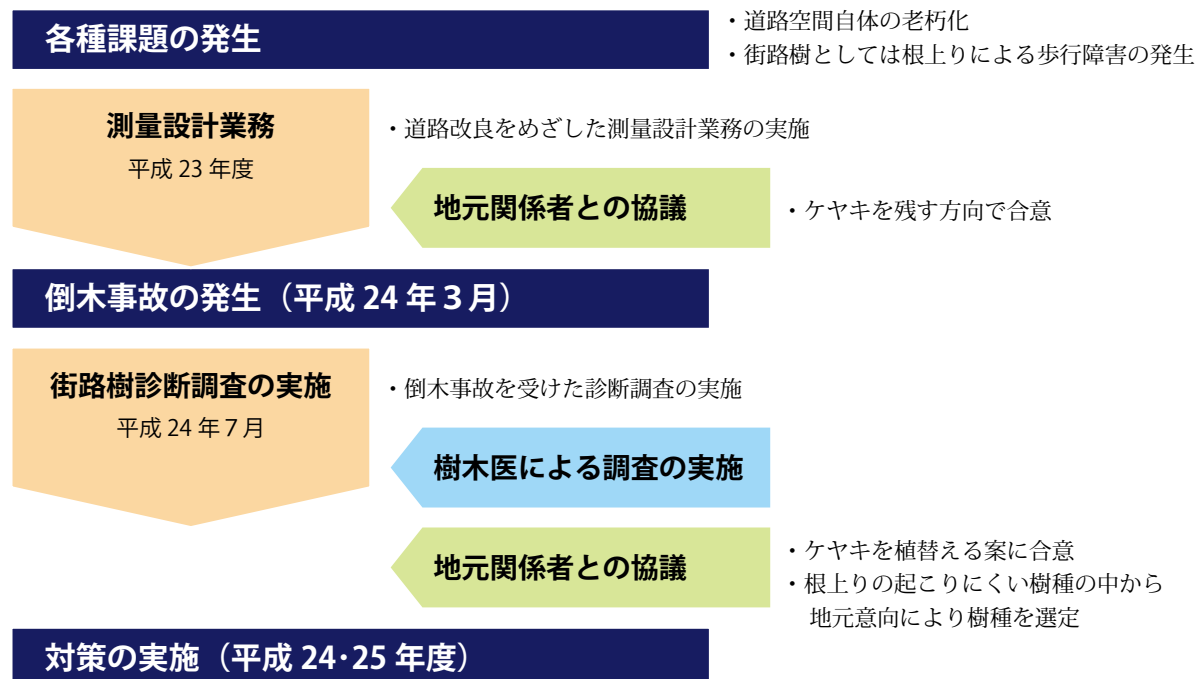 各種課題の発生
・道路空間自体の老朽化
・街路樹としては根上りによる歩行障害の発生
測量設計業務
平成 23 年度
・道路改良をめざした測量設計業務の実施
地元関係者との協議
・ケヤキを残す方向で合意
倒木事故の発生（平成 24 年３月）
街路樹診断調査の実施
平成 24 年７月
・倒木事故を受けた診断調査の実施
樹木医による調査の実施
地元関係者との協議
・ケヤキを植替える案に合意
・根上りの起こりにくい樹種の中から
地元意向により樹種を選定
対策の実施（平成 24･25 年度）